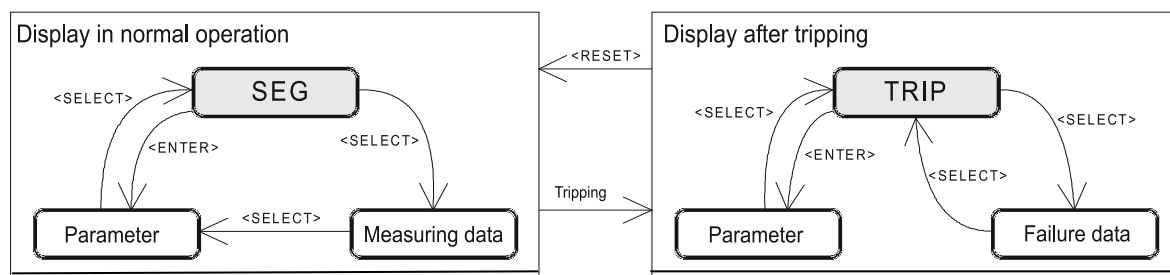 Display in normal operation
SEG
<SELECT>
<ENTER>
<SELECT>
<SELECT>
Parameter
Measuring data
<RESET>
Tripping
Display after tripping
TRIP
<SELECT>
<ENTER>
<SELECT>
<SELECT>
Parameter
Failure data